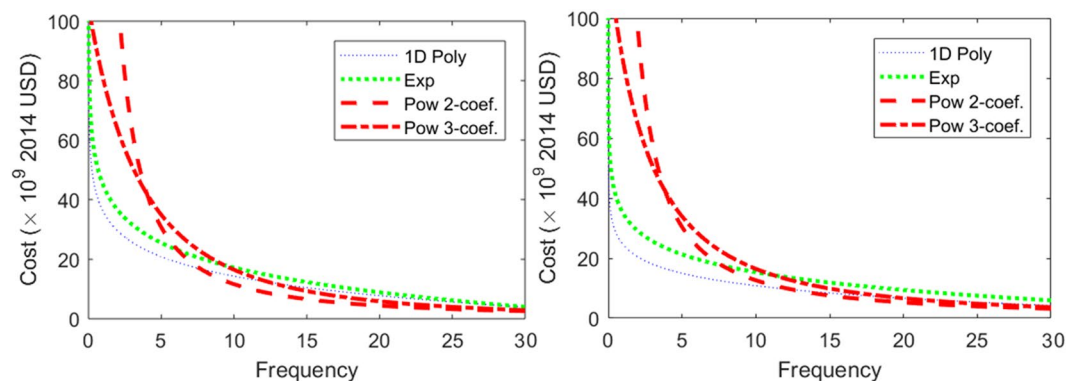 100
80
60
40
20
0
Cost (× 10⁹ 2014 USD)
1D Poly
Exp
Pow 2-coef.
Pow 3-coef.
0 5 10 15 20 25 30
Frequency
100
80
60
40
20
0
Cost (× 10⁹ 2014 USD)
1D Poly
Exp
Pow 2-coef.
Pow 3-coef.
0 5 10 15 20 25 30
Frequency